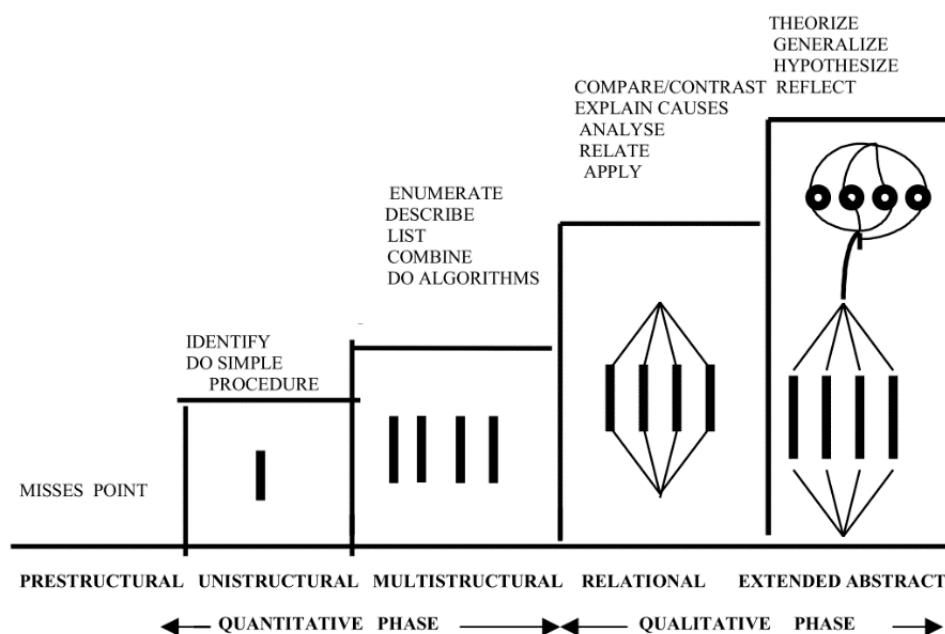 THEORIZE
GENERALIZE
HYPOTHESIZE
COMPARE/CONTRAST REFLECT
EXPLAIN CAUSES
ANALYSE
RELATE
APPLY
ENUMERATE
DESCRIBE
LIST
COMBINE
DO ALGORITHMS
IDENTIFY
DO SIMPLE
PROCEDURE
MISSES POINT
PRESTRUCTURAL UNISTRUCTURAL MULTISTRUCTURAL RELATIONAL EXTENDED ABSTRACT
QUANTITATIVE PHASE QUALITATIVE PHASE